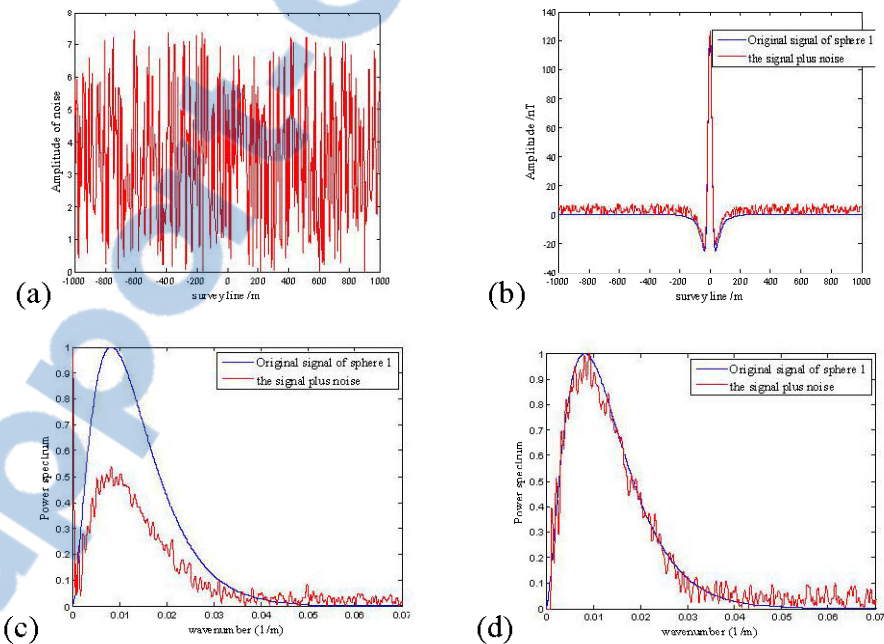 8
7
6
5
4
3
2
1
0
Amplitude of noise
-1000 -800 -600 -400 -200 0 200 400 600 800 1000
survey line /m
(a)
140
120
100
80
60
40
20
0
-20
-40
Amplitude /nT
Original signal of sphere 1
the signal plus noise
-1000 -800 -600 -400 -200 0 200 400 600 800 1000
survey line /m
(b)
1
0.9
0.8
0.7
0.6
0.5
0.4
0.3
0.2
0.1
0
Power spectrum
Original signal of sphere 1
the signal plus noise
0 0.01 0.02 0.03 0.04 0.05 0.06 0.07
wavenumber (1/m)
(c)
1
0.9
0.8
0.7
0.6
0.5
0.4
0.3
0.2
0.1
0
Power spectrum
Original signal of sphere 1
the signal plus noise
0 0.01 0.02 0.03 0.04 0.05 0.06 0.07
wavenumber (1/m)
(d)